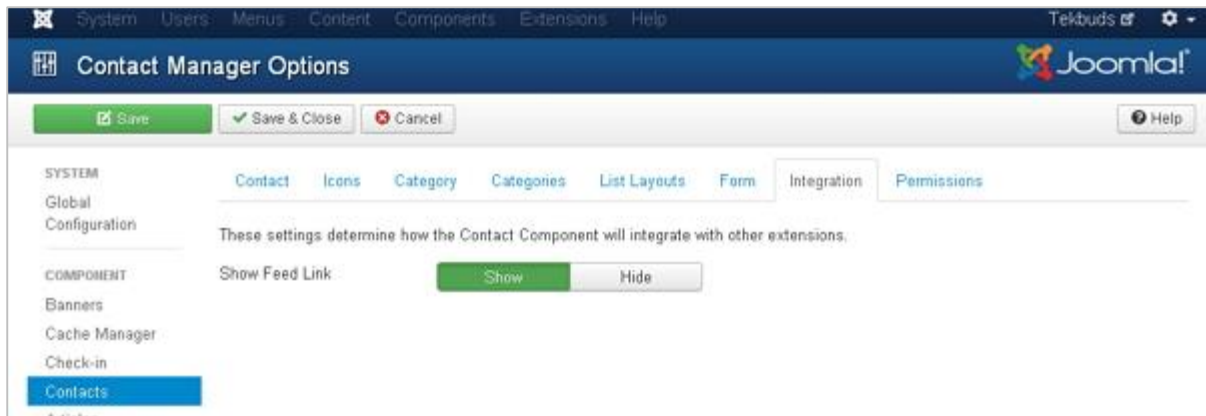 System Users Menus Content Components Extensions Help Tekbuds
Contact Manager Options Joomla!
Save Save & Close Cancel Help
SYSTEM
Global
Configuration
COMPONENT
Banners
Cache Manager
Check-in
Contacts
Contact Icons Category Categories List Layouts Form Integration Permissions
These settings determine how the Contact Component will integrate with other extensions.
Show Feed Link Show Hide